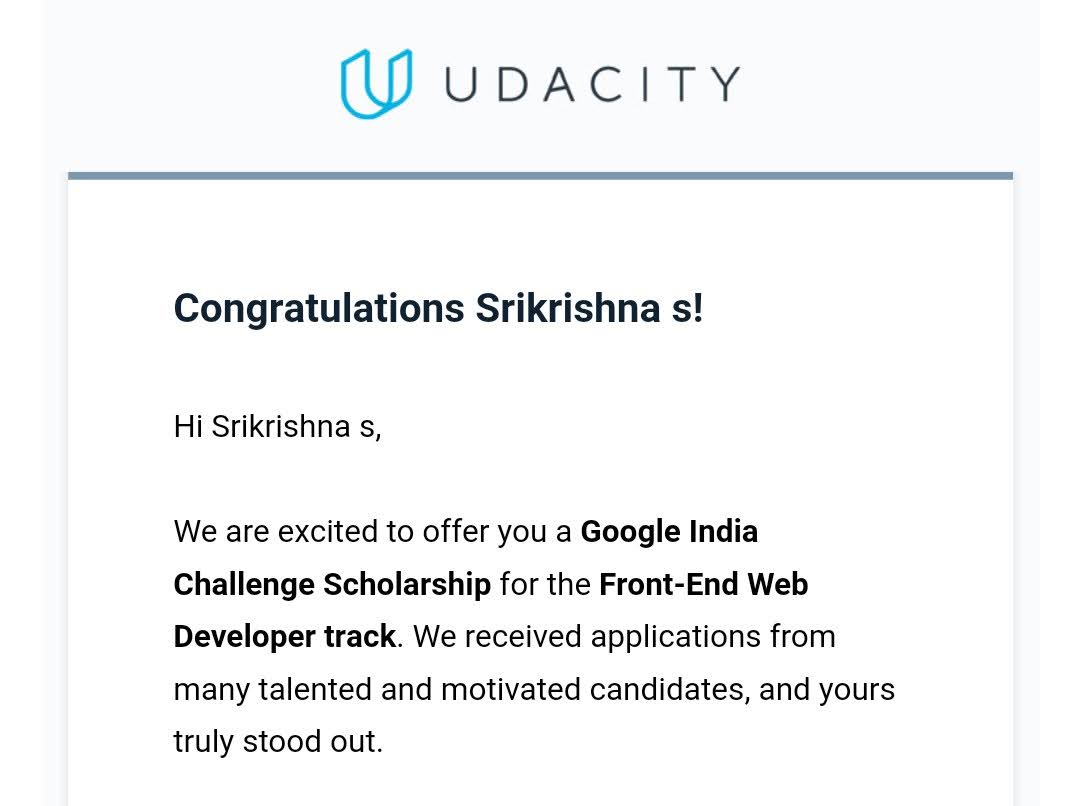 UDACITY
Congratulations Srikrishna s!
Hi Srikrishna s,
We are excited to offer you a Google India
Challenge Scholarship for the Front-End Web
Developer track. We received applications from
many talented and motivated candidates, and yours
truly stood out.